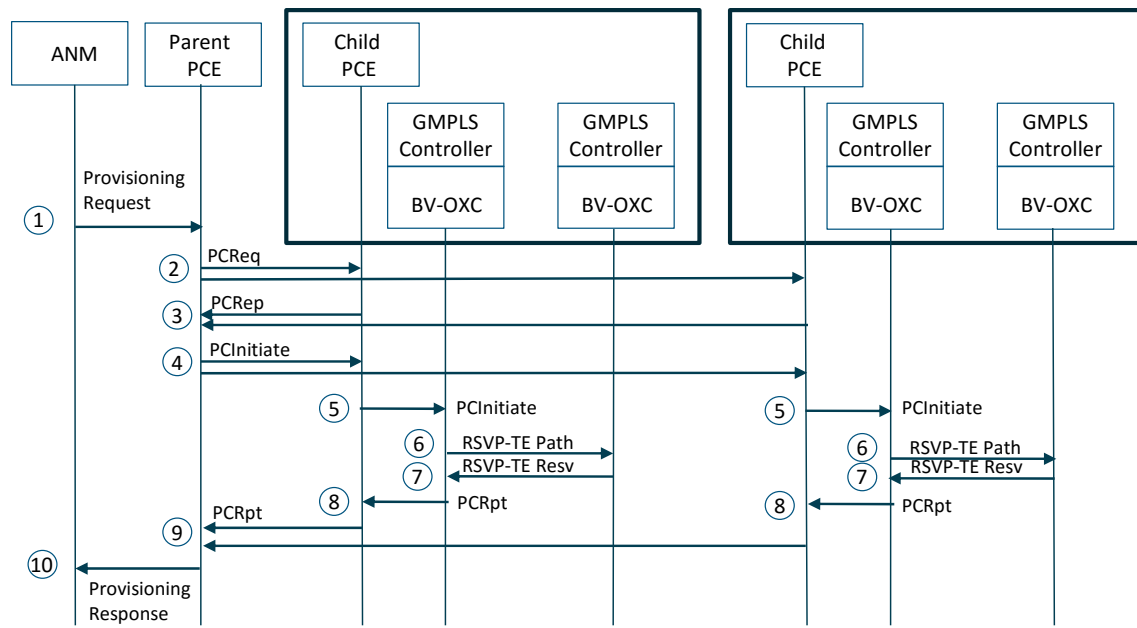 ANM
Parent
PCE
Child
PCE
Child
PCE
GMPLS
Controller
BV-OXC
GMPLS
Controller
BV-OXC
GMPLS
Controller
BV-OXC
GMPLS
Controller
BV-OXC
Provisioning
Request
1
PCReq
2
PCRep
3
PCInitiate
4
5
PCInitiate
5
PCInitiate
6
RSVP-TE Path
6
RSVP-TE Path
7
RSVP-TE Resv
7
RSVP-TE Resv
8
PCRpt
8
PCRpt
PCRpt
9
10
Provisioning
Response